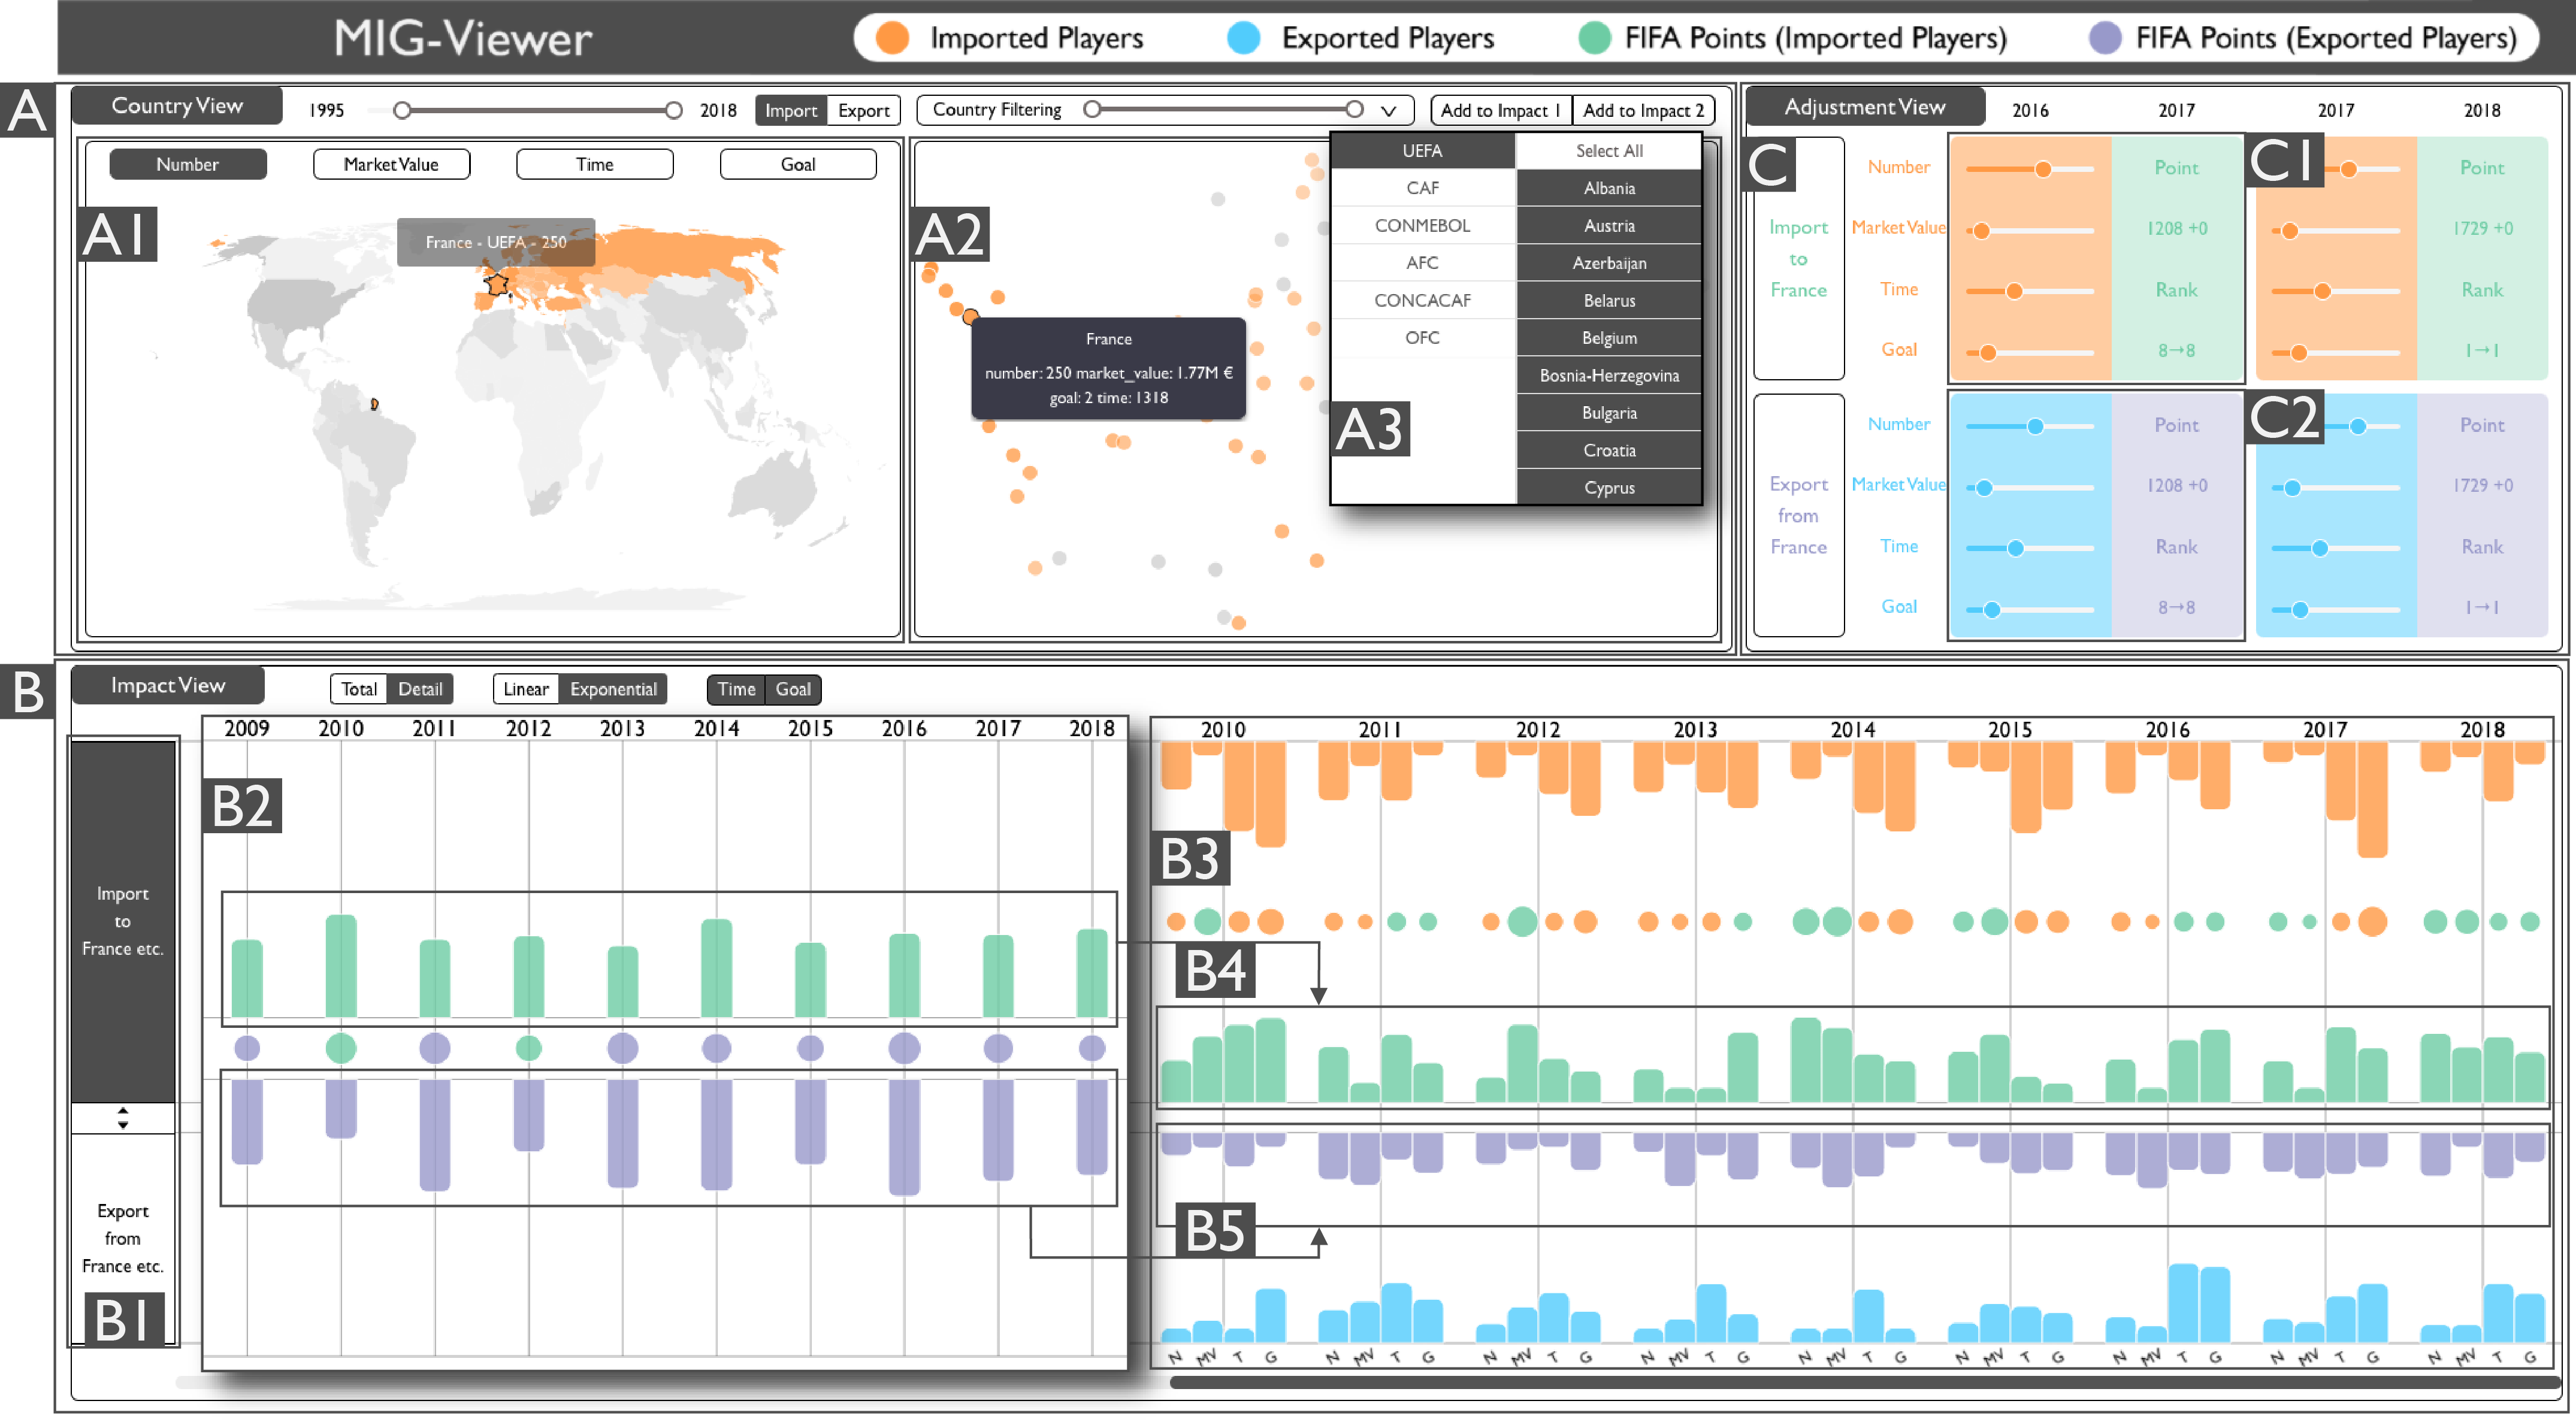 MIG-Viewer
Imported Players
Exported Players
FIFA Points (Imported Players)
FIFA Points (Exported Players)
A
Country View
1995
2018
Import
Export
Country Filtering
Add to Impact 1
Add to Impact 2
Number
Market Value
Time
Goal
A1
France - UEFA - 250
A2
France
number: 250 market_value: 1.77M €
goal: 2 time: 1318
UEFA
CAF
CONMEBOL
AFC
CONCACAF
OFC
A3
Select All
Albania
Austria
Azerbaijan
Belarus
Belgium
Bosnia-Herzegovina
Bulgaria
Croatia
Cyprus
Adjustment View
2016
2017
2017
2018
C
Import
to
France
Number
Market Value
Time
Goal
Point
1208 +0
Rank
8→8
C1
Point
1729 +0
Rank
1→1
Export
from
France
Number
Market Value
Time
Goal
Point
1208 +0
Rank
8→8
C2
Point
1729 +0
Rank
1→1
B
Impact View
Total
Detail
Linear
Exponential
Time
Goal
Import
to
France etc.
Export
from
France etc.
B1
2009 2010 2011 2012 2013 2014 2015 2016 2017 2018
B2
2010 2011 2012 2013 2014 2015 2016 2017 2018
B3
B4
B5
N MV T G N MV T G N MV T G N MV T G N MV T G N MV T G N MV T G N MV T G N MV T G